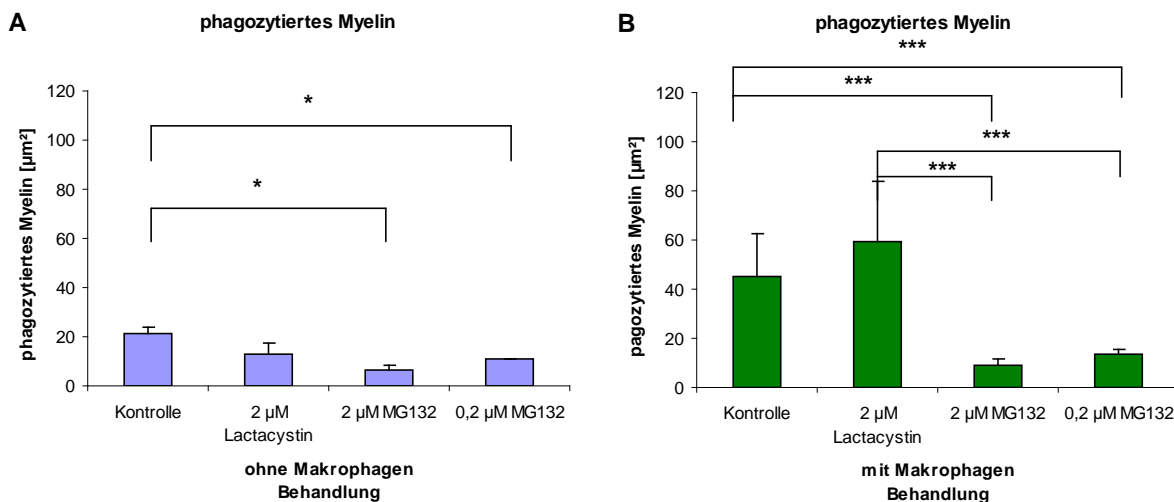 A
phagozytiertes Myelin
phagozytiertes Myelin [µm²]
120
100
80
60
40
20
0
*
*
Kontrolle
2 µM
Lactacystin
2 µM MG132
0,2 µM MG132
ohne Makrophagen
Behandlung
B
phagozytiertes Myelin
pagozytiertes Myelin [µm²]
120
100
80
60
40
20
0
***
***
***
***
Kontrolle
2 µM
Lactacystin
2 µM MG132
0,2 µM MG132
mit Makrophagen
Behandlung